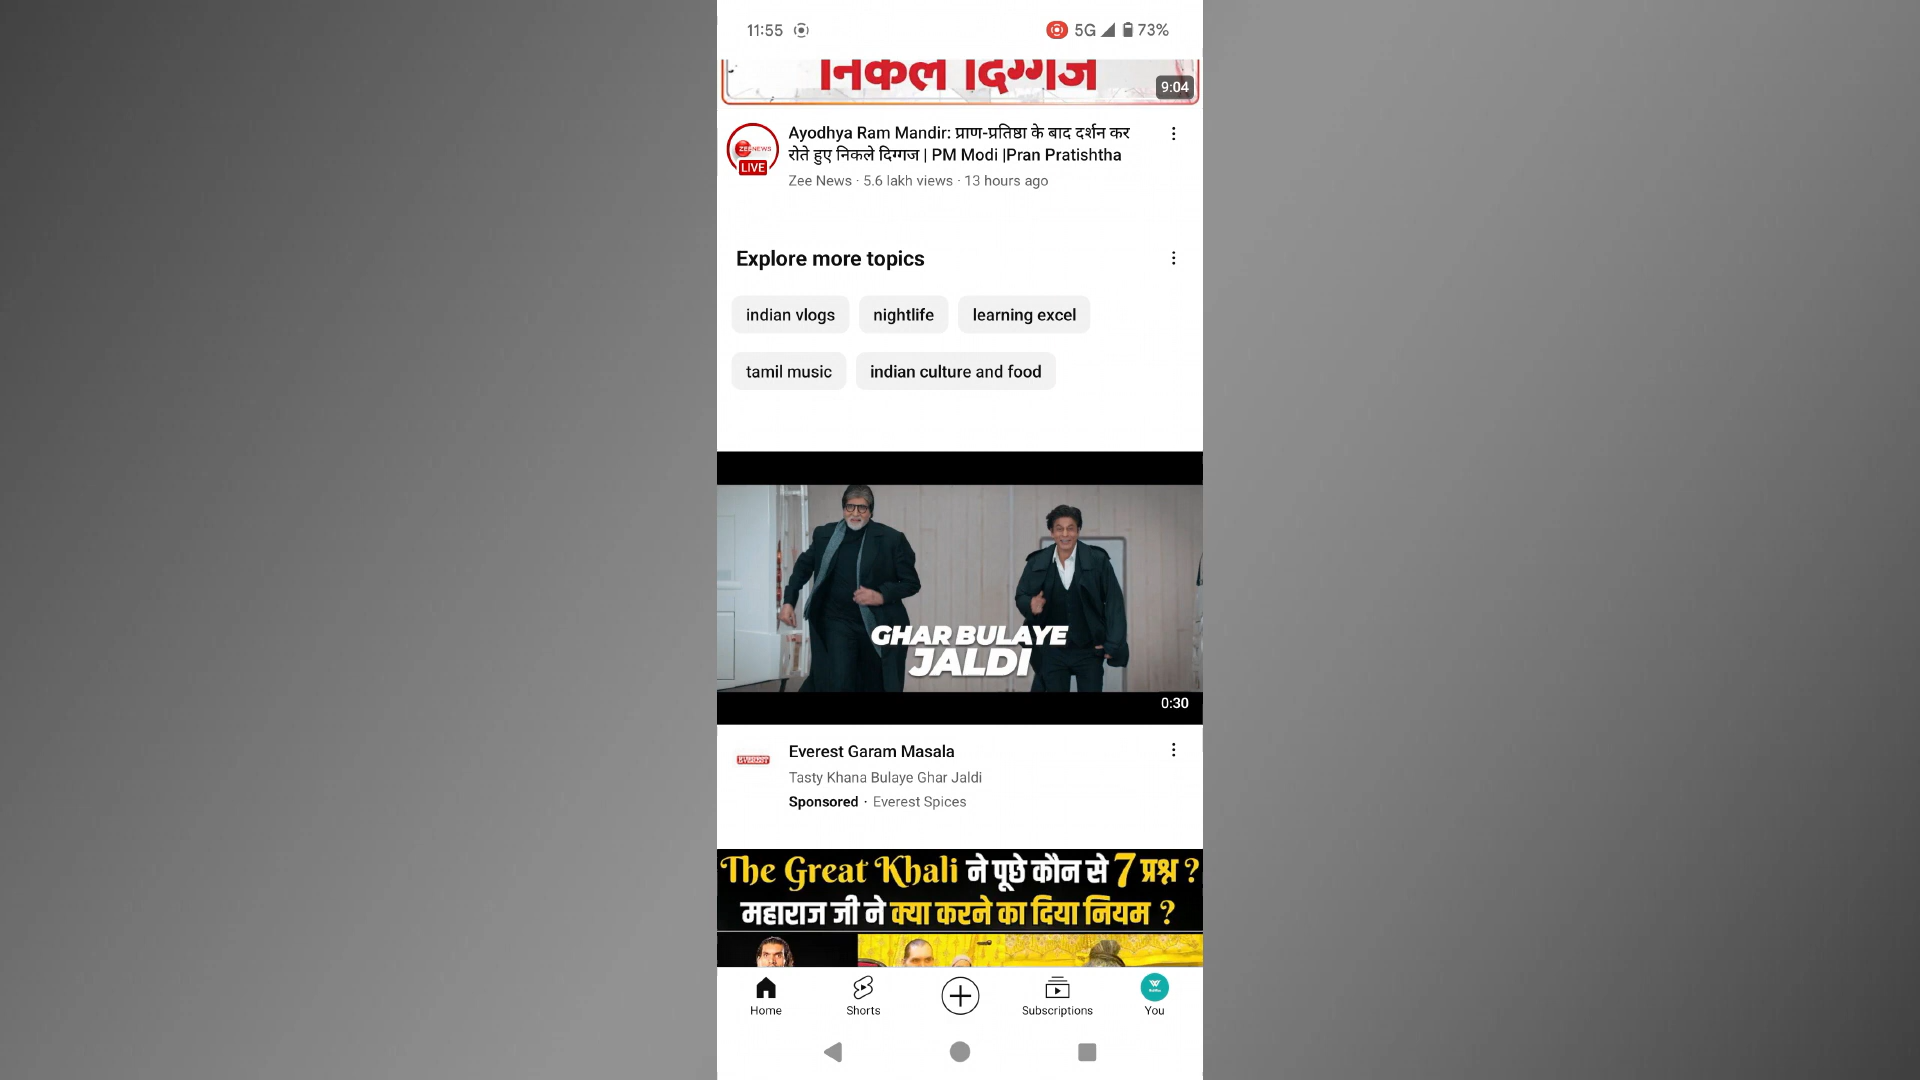 11:55
5G 73%
निकले दिग्गज
9:04
ZEE NEWS
LIVE
Ayodhya Ram Mandir: प्राण-प्रतिष्ठा के बाद दर्शन कर
रोते हुए निकले दिग्गज | PM Modi |Pran Pratishtha
Zee News · 5.6 lakh views · 13 hours ago
Explore more topics
indian vlogs
nightlife
learning excel
tamil music
indian culture and food
GHAR BULAYE
JALDI
0:30
EVEREST
Everest Garam Masala
Tasty Khana Bulaye Ghar Jaldi
Sponsored · Everest Spices
The Great Khali ने पूछे कौन से 7 प्रश्न ?
महाराज जी ने क्या करने का दिया नियम ?
Home
Shorts
Subscriptions
You